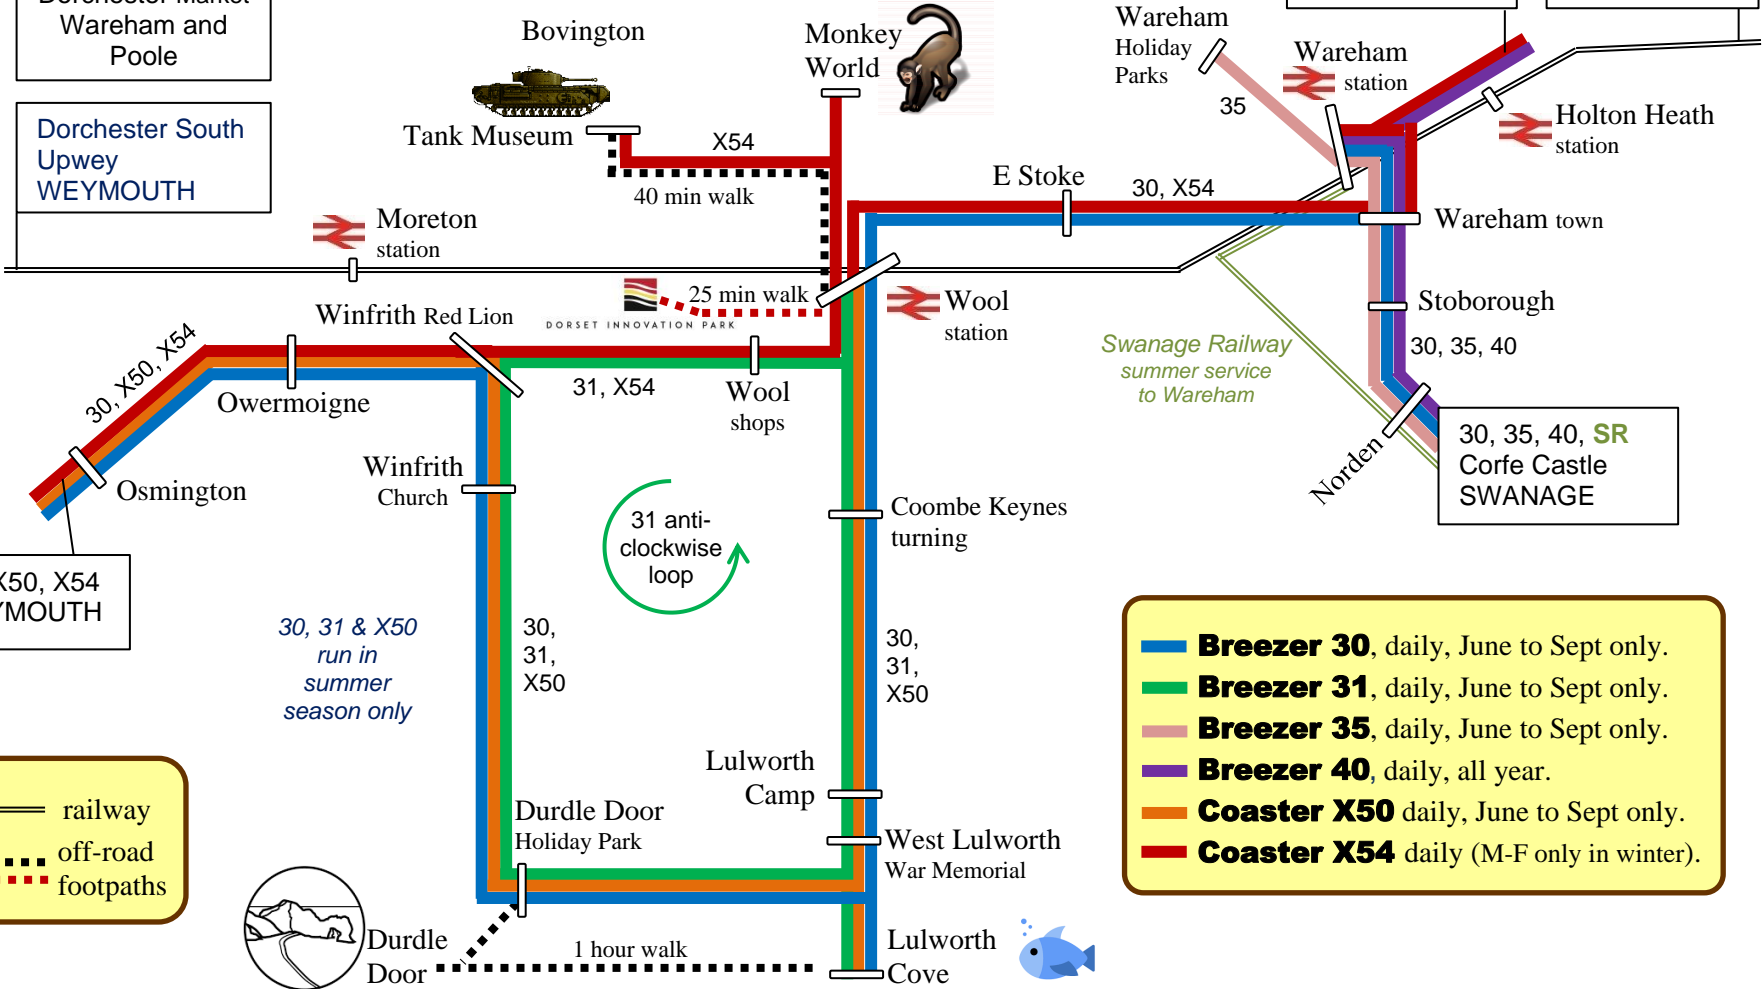 Dorchester Market
Wareham and
Poole
Dorchester South
Upwey
WEYMOUTH
Bovington
Tank Museum
X54
40 min walk
Monkey
World
Wareham
Holiday
Parks
35
Wareham
station
Holton Heath
station
E Stoke
30, X54
Wareham town
Moreton
station
25 min walk
DORSET INNOVATION PARK
Wool
station
Winfrith Red Lion
30, X50, X54
Owermoigne
31, X54
Wool
shops
Osmington
Stoborough
30, 35, 40
Swanage Railway
summer service
to Wareham
Norden
30, 35, 40, SR
Corfe Castle
SWANAGE
Winfrith
Church
31 anti-
clockwise
loop
Coombe Keynes
turning
X50, X54
YMOUTH
30, 31 & X50
run in
summer
season only
30,
31,
X50
30,
31,
X50
Breezer 30, daily, June to Sept only.
Breezer 31, daily, June to Sept only.
Breezer 35, daily, June to Sept only.
Breezer 40, daily, all year.
Coaster X50 daily, June to Sept only.
Coaster X54 daily (M-F only in winter).
Lulworth
Camp
Durdle Door
Holiday Park
West Lulworth
War Memorial
railway
off-road
footpaths
Durdle
Door
1 hour walk
Lulworth
Cove